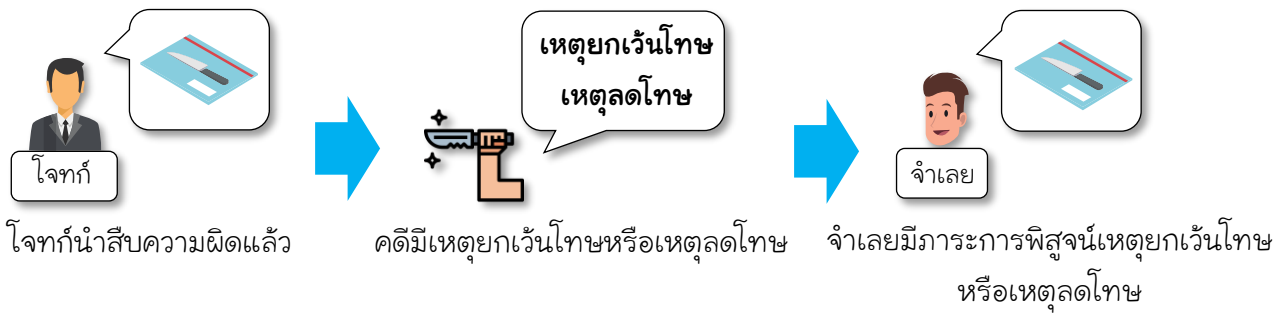 เหตุยกเว้นโทษ
เหตุลดโทษ
โจทก์
จำเลย
โจทก์นำสืบความผิดแล้ว
คดีมีเหตุยกเว้นโทษหรือเหตุลดโทษ
จำเลยมีภาระการพิสูจน์เหตุยกเว้นโทษ
หรือเหตุลดโทษ